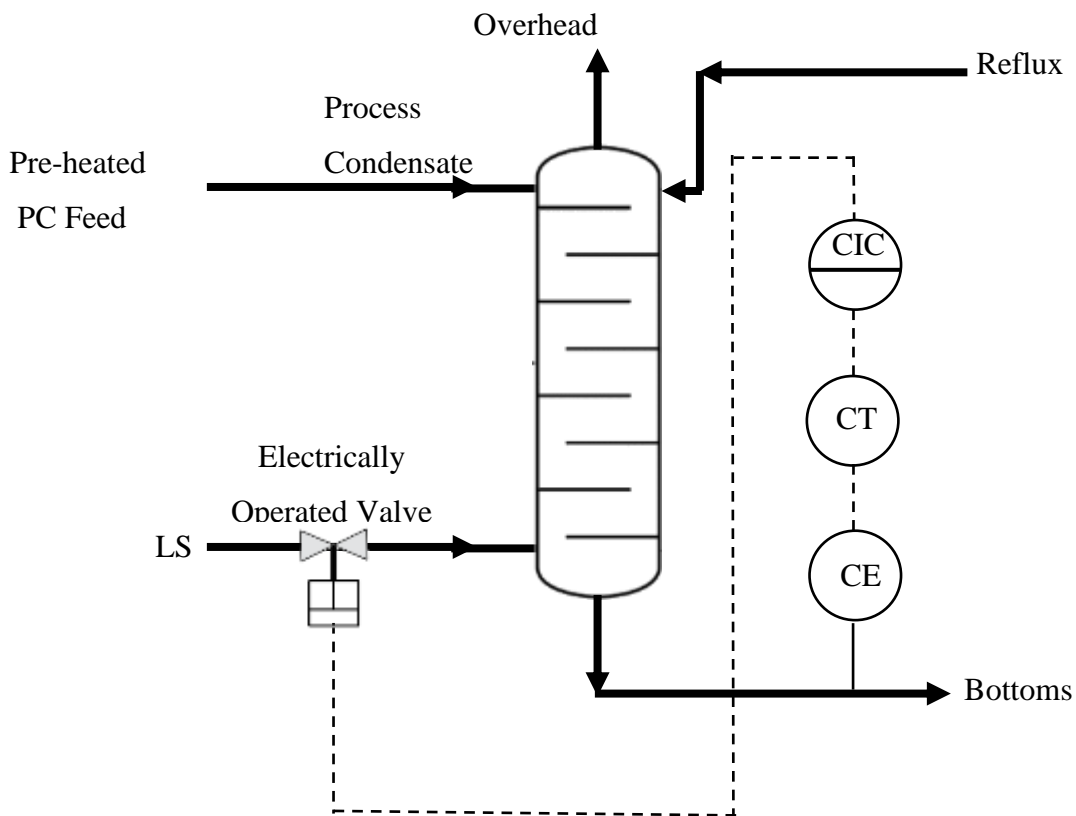 Overhead
Reflux
Process
Condensate
Pre-heated
PC Feed
CIC
CT
Electrically
Operated Valve
LS
CE
Bottoms